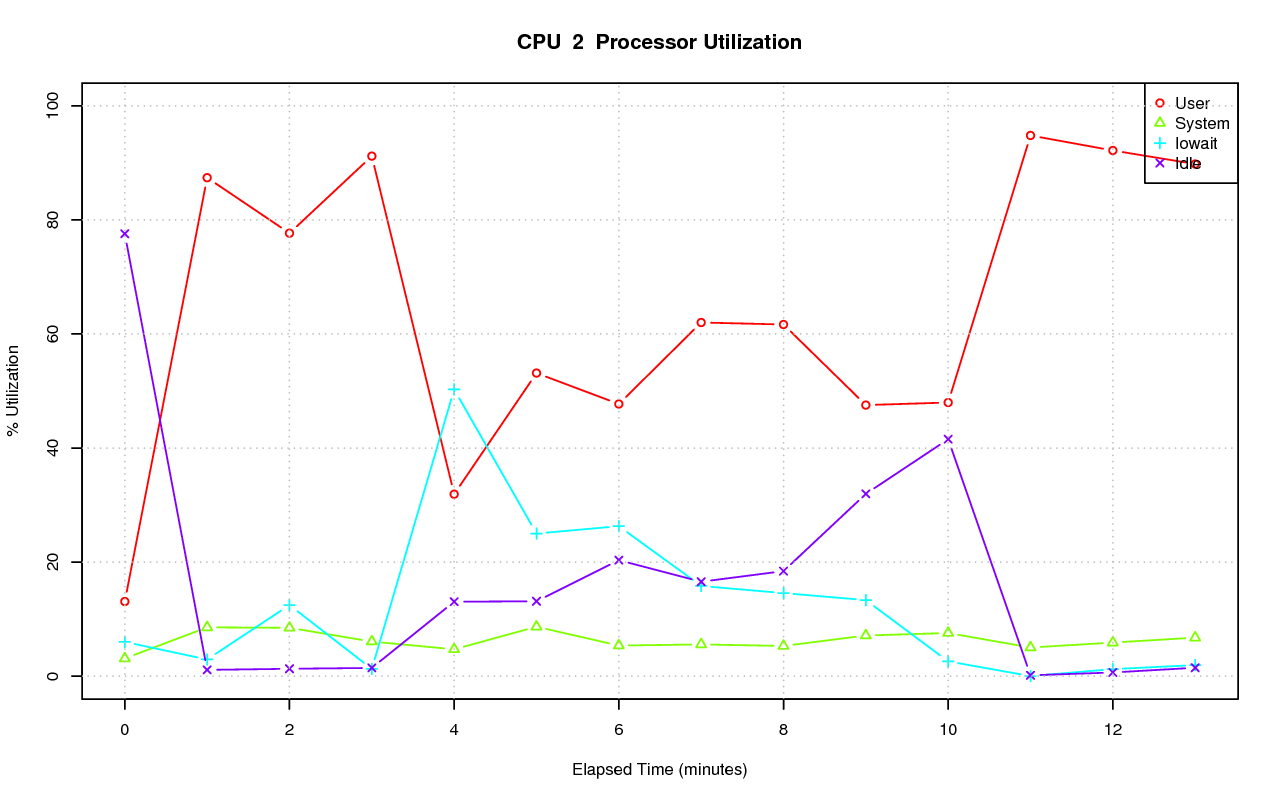 CPU  2  Processor Utilization
% Utilization
100
80
60
40
20
0
User
System
Iowait
Idle
0 2 4 6 8 10 12
Elapsed Time (minutes)